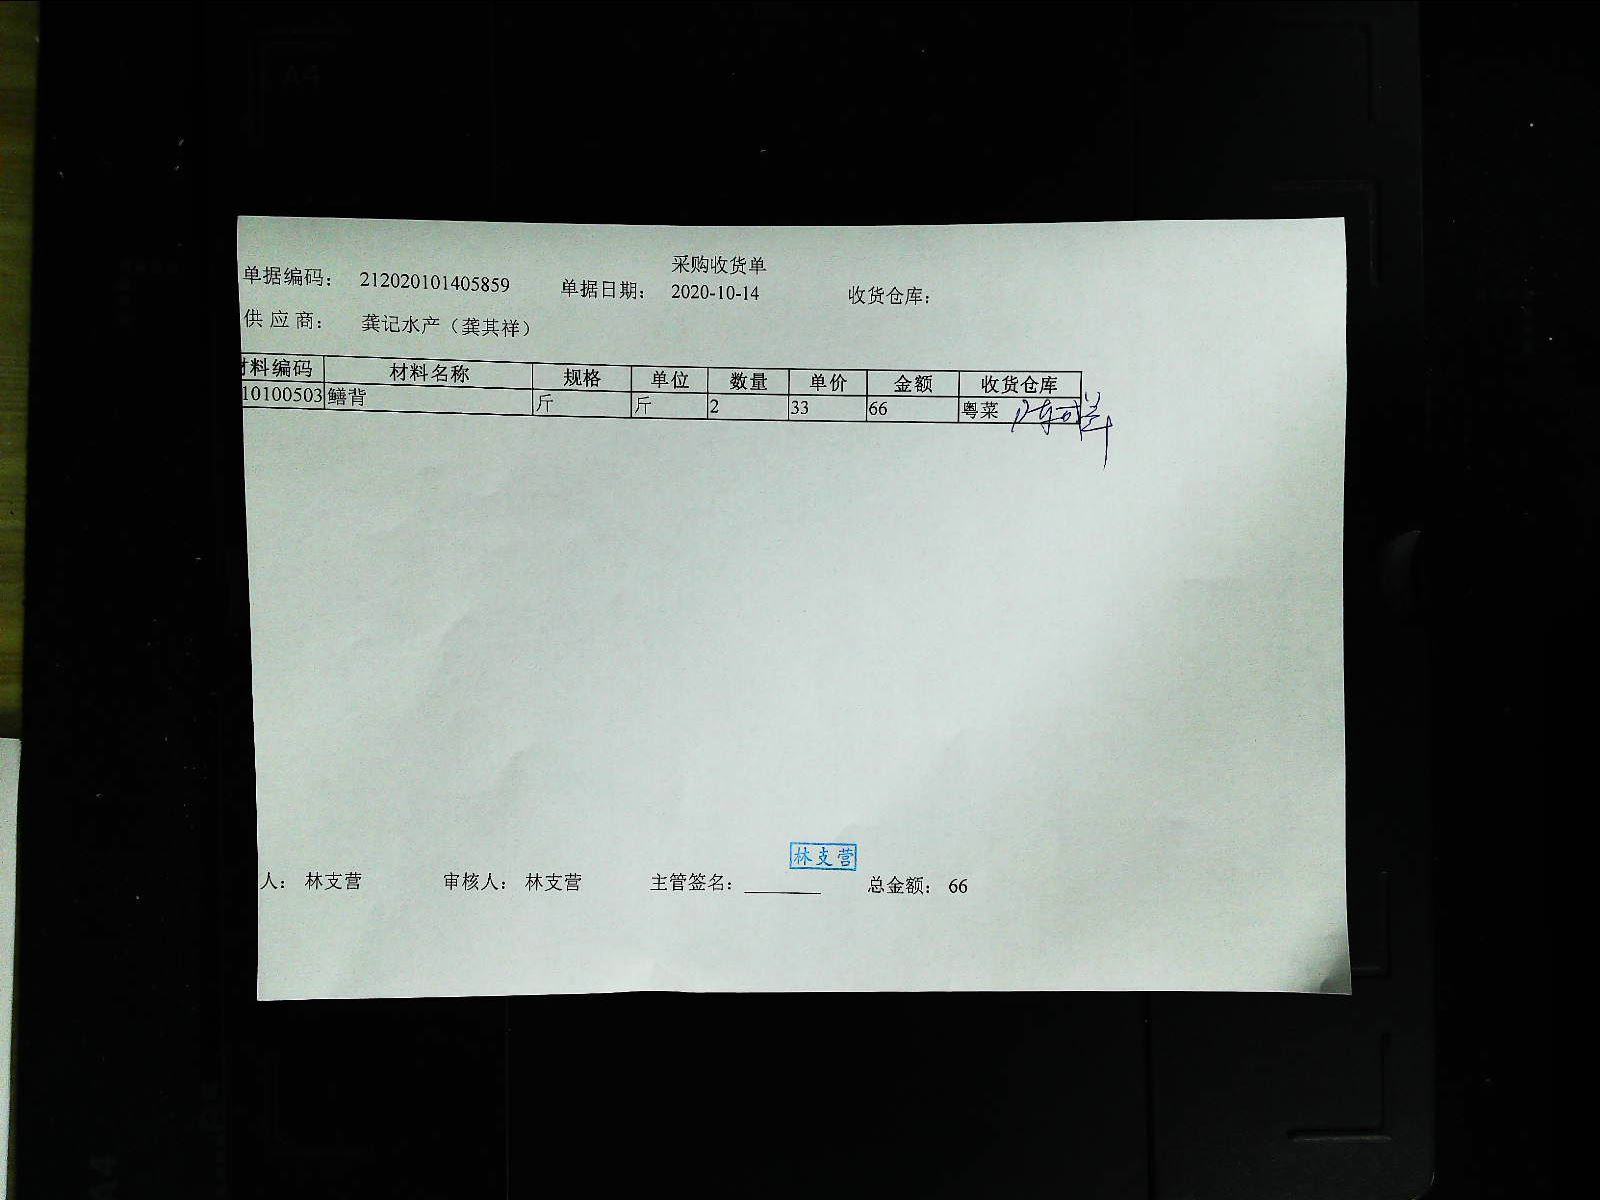 采购收货单
单据编码： 212020101405859 单据日期： 2020-10-14 收货仓库：
供应商： 龚记水产（龚其祥）
材料编码 材料名称 规格 单位 数量 单价 金额 收货仓库
10100503 鳝背 斤 斤 2 33 66 粤菜
林支营
人： 林支营 审核人： 林支营 主管签名： 总金额： 66
A4